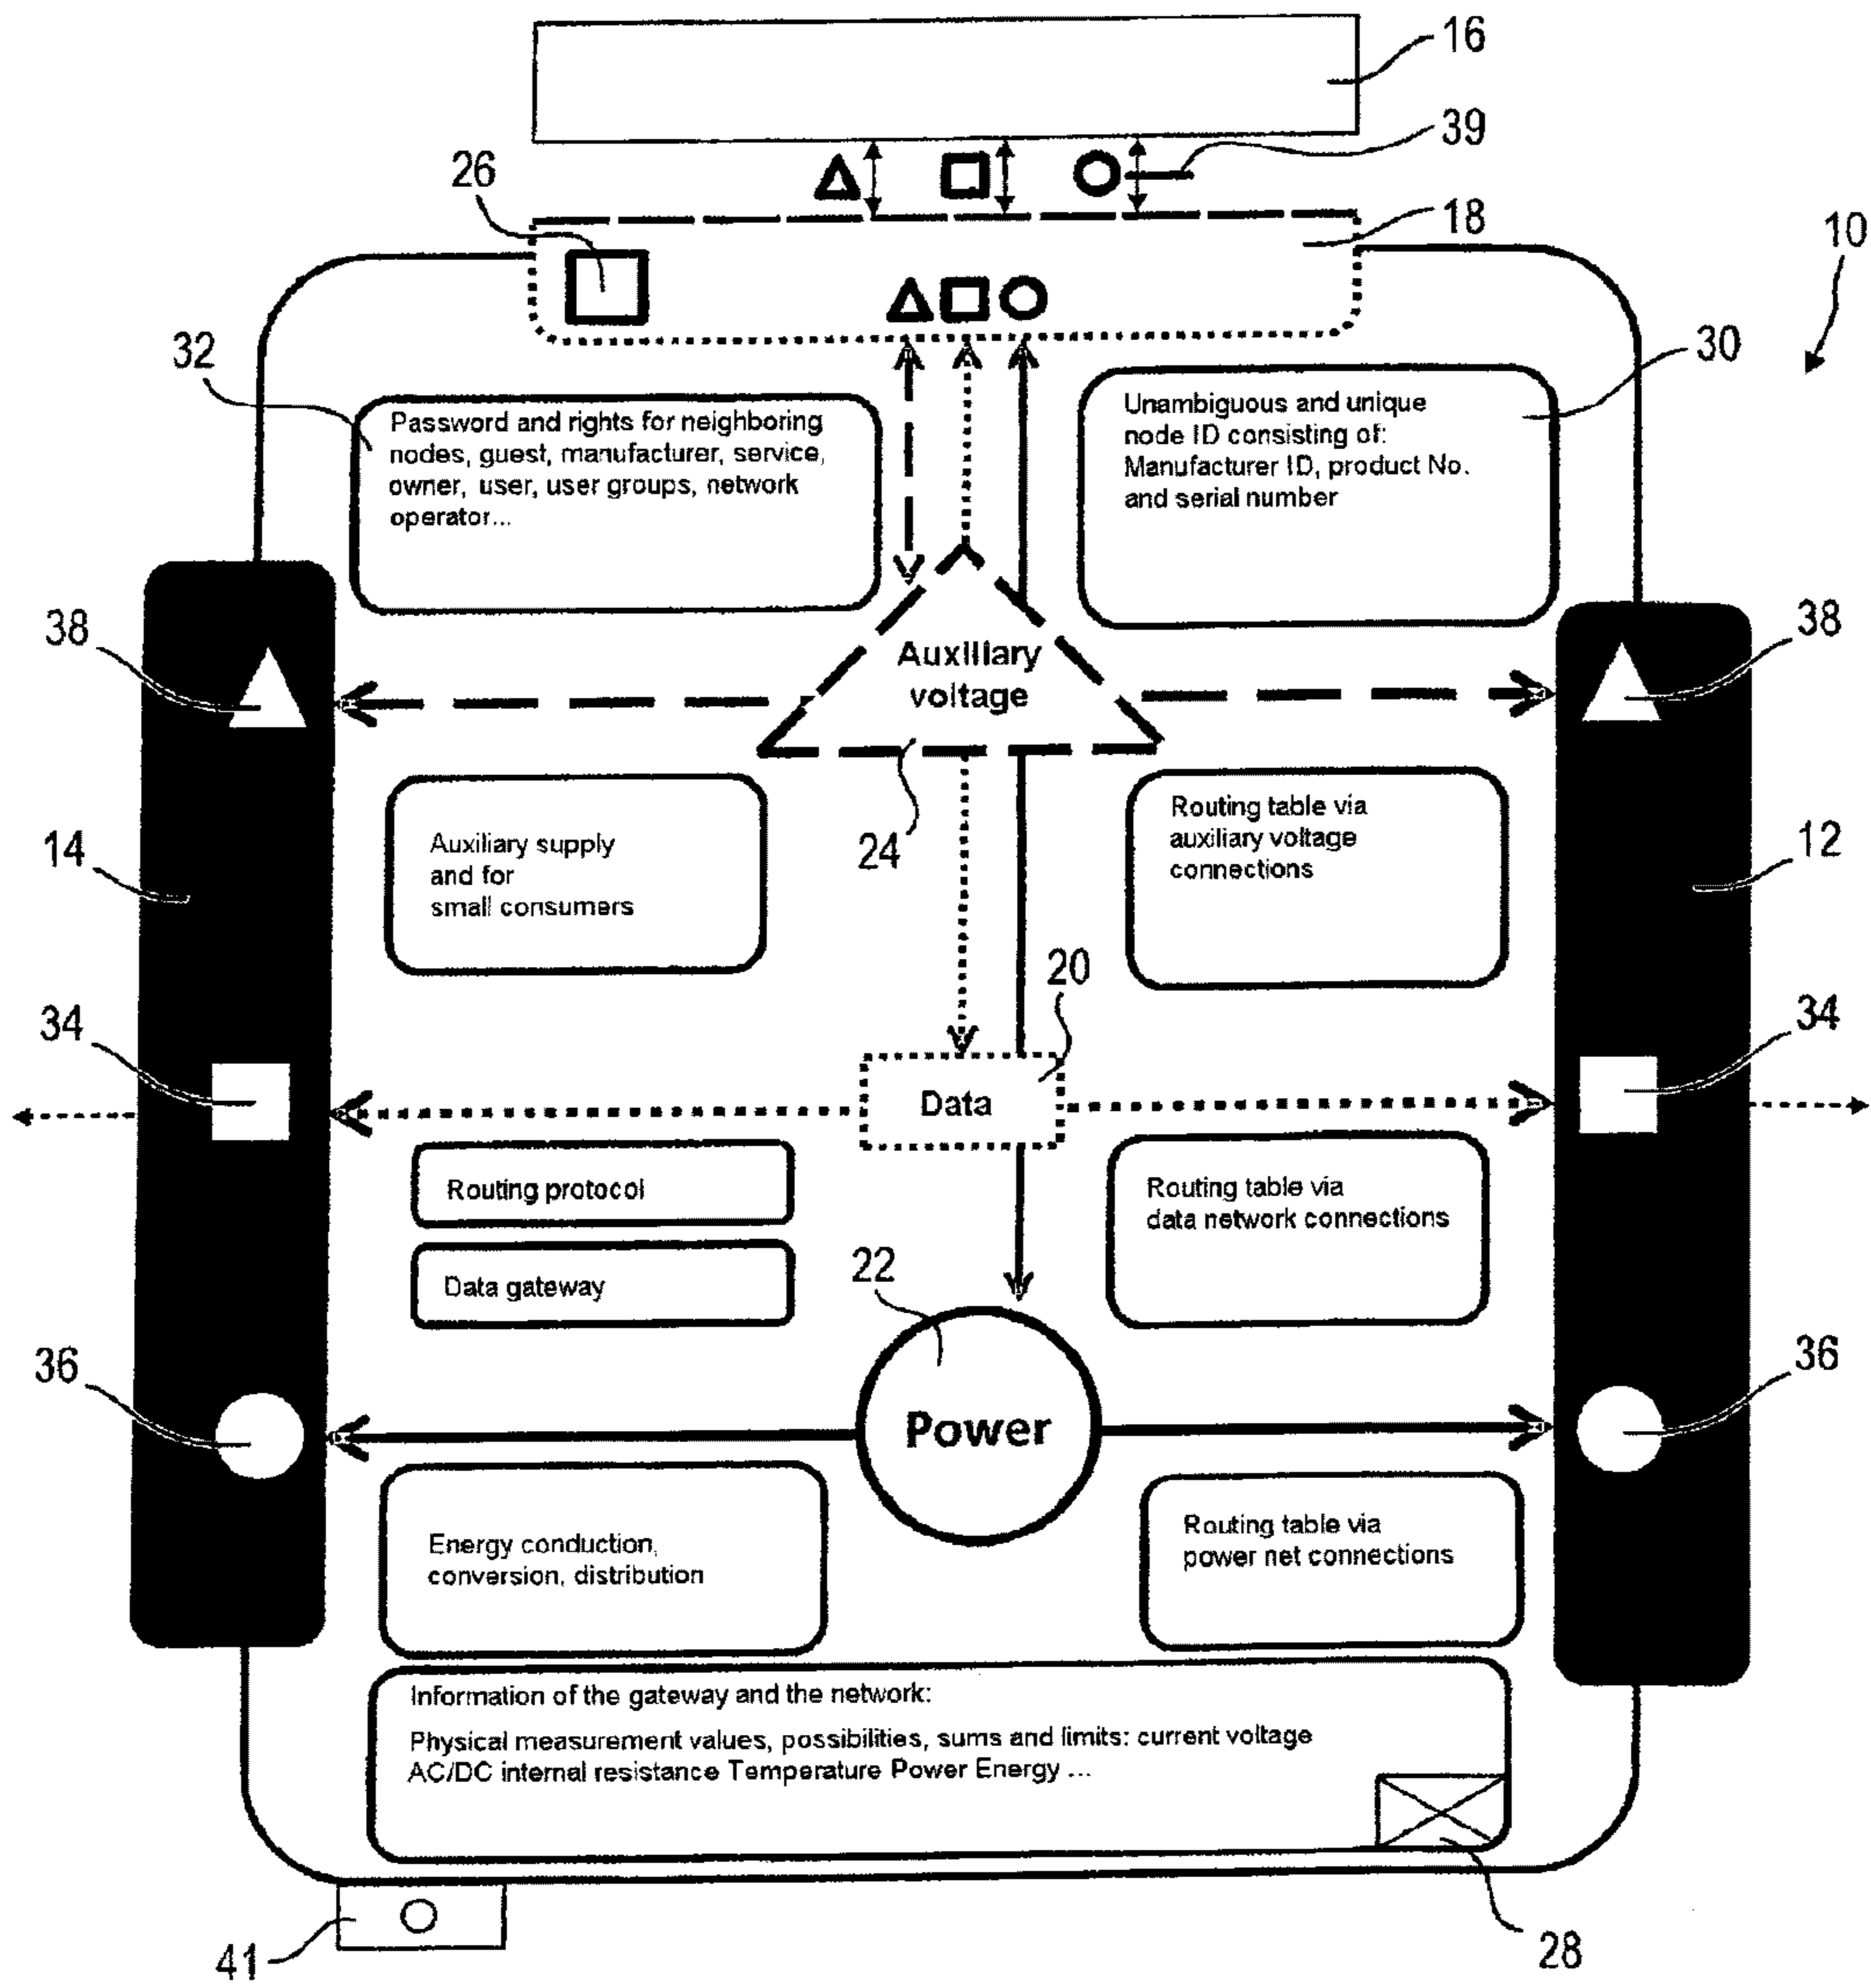 16
39
26
18
10
32
30
Password and rights for neighboring
nodes, guest, manufacturer, service,
owner, user, user groups, network
operator...
Unambiguous and unique
node ID consisting of:
Manufacturer ID, product No.
and serial number
38
38
Auxiliary
voltage
24
Auxiliary supply
and for
small consumers
Routing table via
auxiliary voltage
connections
14
12
20
34
34
Data
Routing protocol
Data gateway
Routing table via
data network connections
22
36
36
Power
Energy conduction,
conversion, distribution
Routing table via
power net connections
Information of the gateway and the network:
Physical measurement values, possibilities, sums and limits: current voltage
AC/DC internal resistance Temperature Power Energy ...
41
28